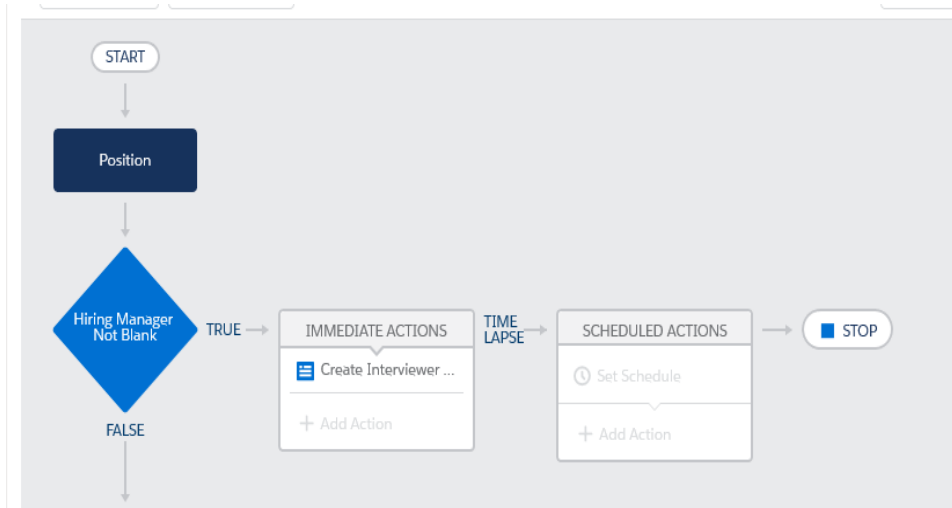 START
Position
Hiring Manager
Not Blank
TRUE
IMMEDIATE ACTIONS
Create Interviewer ...
+ Add Action
TIME
LAPSE
SCHEDULED ACTIONS
Set Schedule
+ Add Action
STOP
FALSE